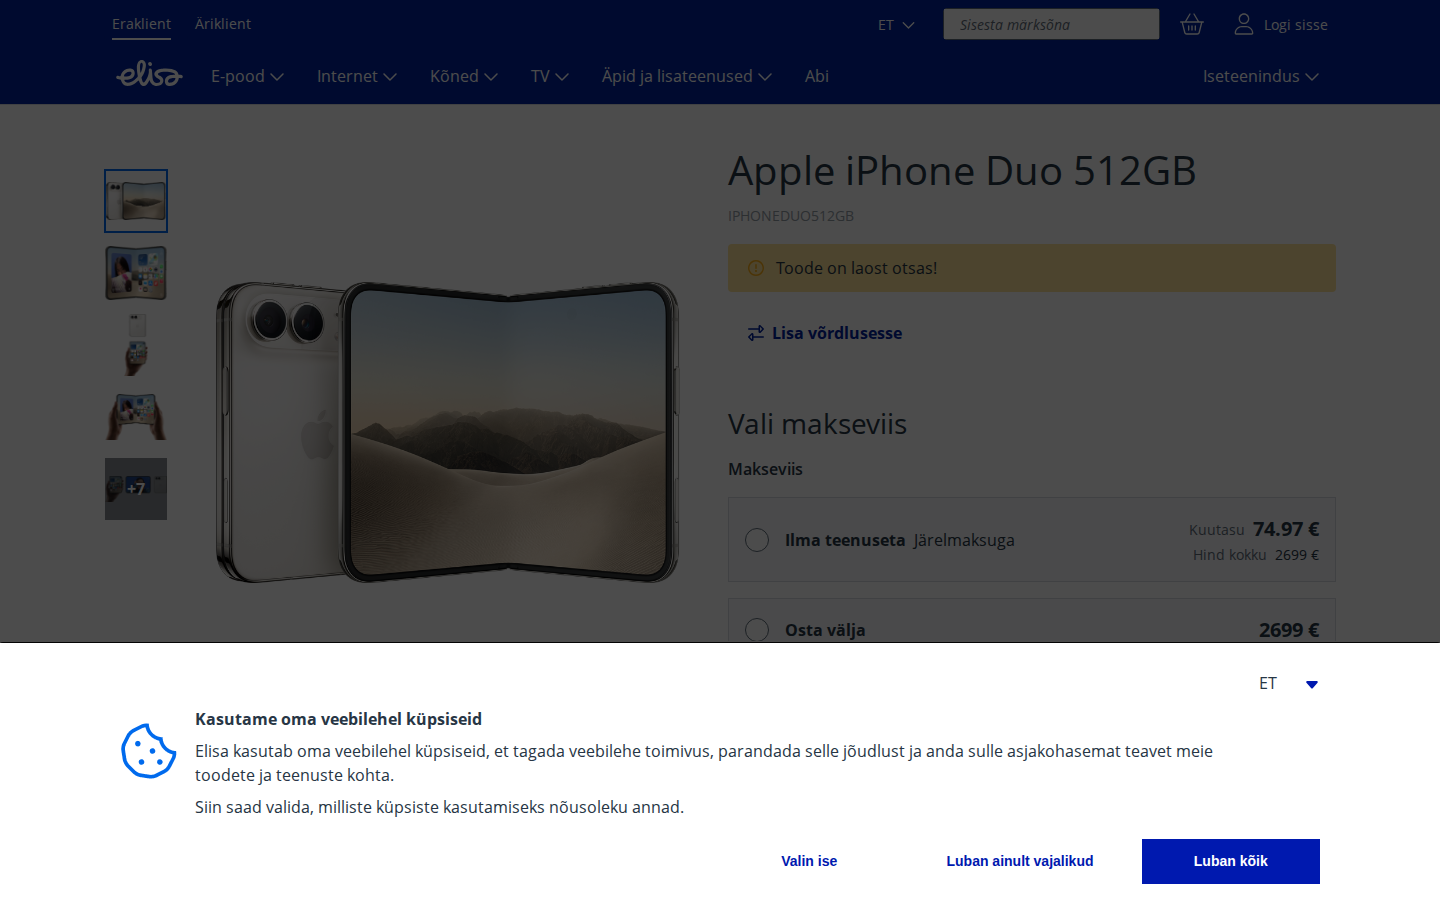 Eraklient
Äriklient
ET
Sisesta märksõna
Logi sisse
elisa
E-pood
Internet
Kõned
TV
Äpid ja lisateenused
Abi
Iseteenindus
Apple iPhone Duo 512GB
IPHONEDUO512GB
Toode on laost otsas!
Lisa võrdlusesse
+7
Vali makseviis
Makseviis
Ilma teenuseta Järelmaksuga
Kuutasu 74.97 €
Hind kokku 2699 €
Osta välja
2699 €
ET
Kasutame oma veebilehel küpsiseid
Elisa kasutab oma veebilehel küpsiseid, et tagada veebilehe toimivus, parandada selle jõudlust ja anda sulle asjakohasemat teavet meie
toodete ja teenuste kohta.
Siin saad valida, milliste küpsiste kasutamiseks nõusoleku annad.
Valin ise
Luban ainult vajalikud
Luban kõik